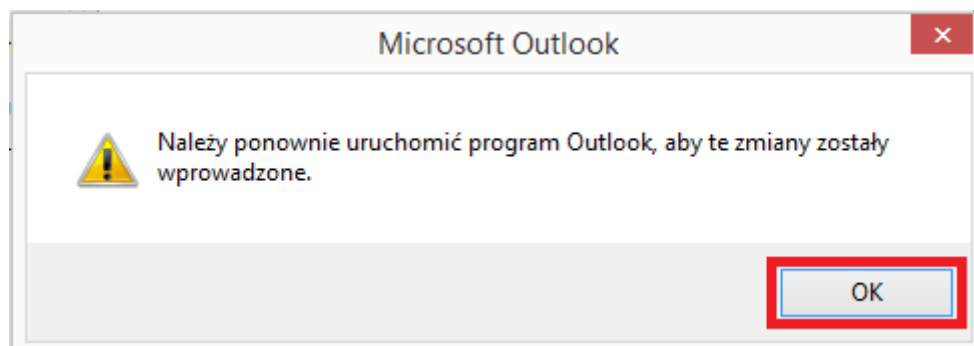 Microsoft Outlook
Należy ponownie uruchomić program Outlook, aby te zmiany zostały
wprowadzone.
OK